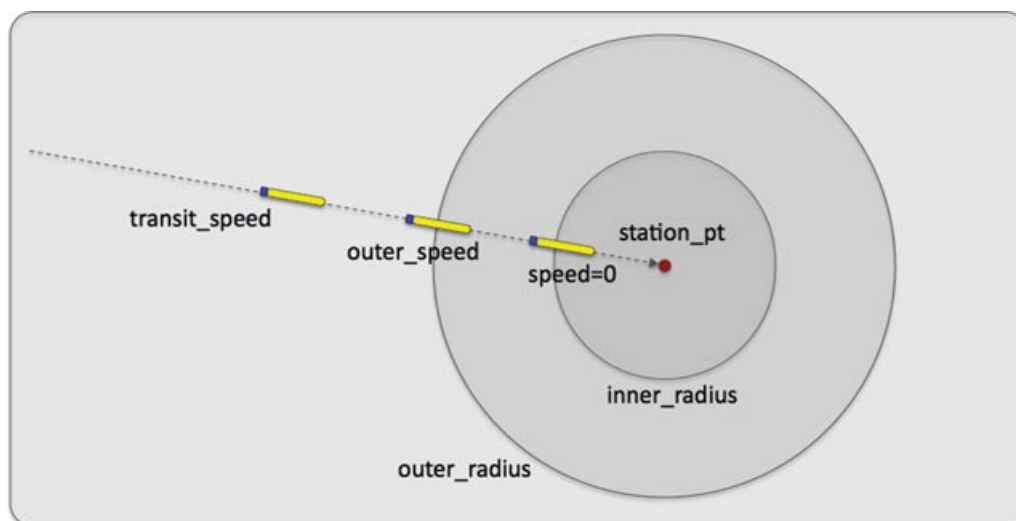 transit_speed
outer_speed
station_pt
speed=0
inner_radius
outer_radius